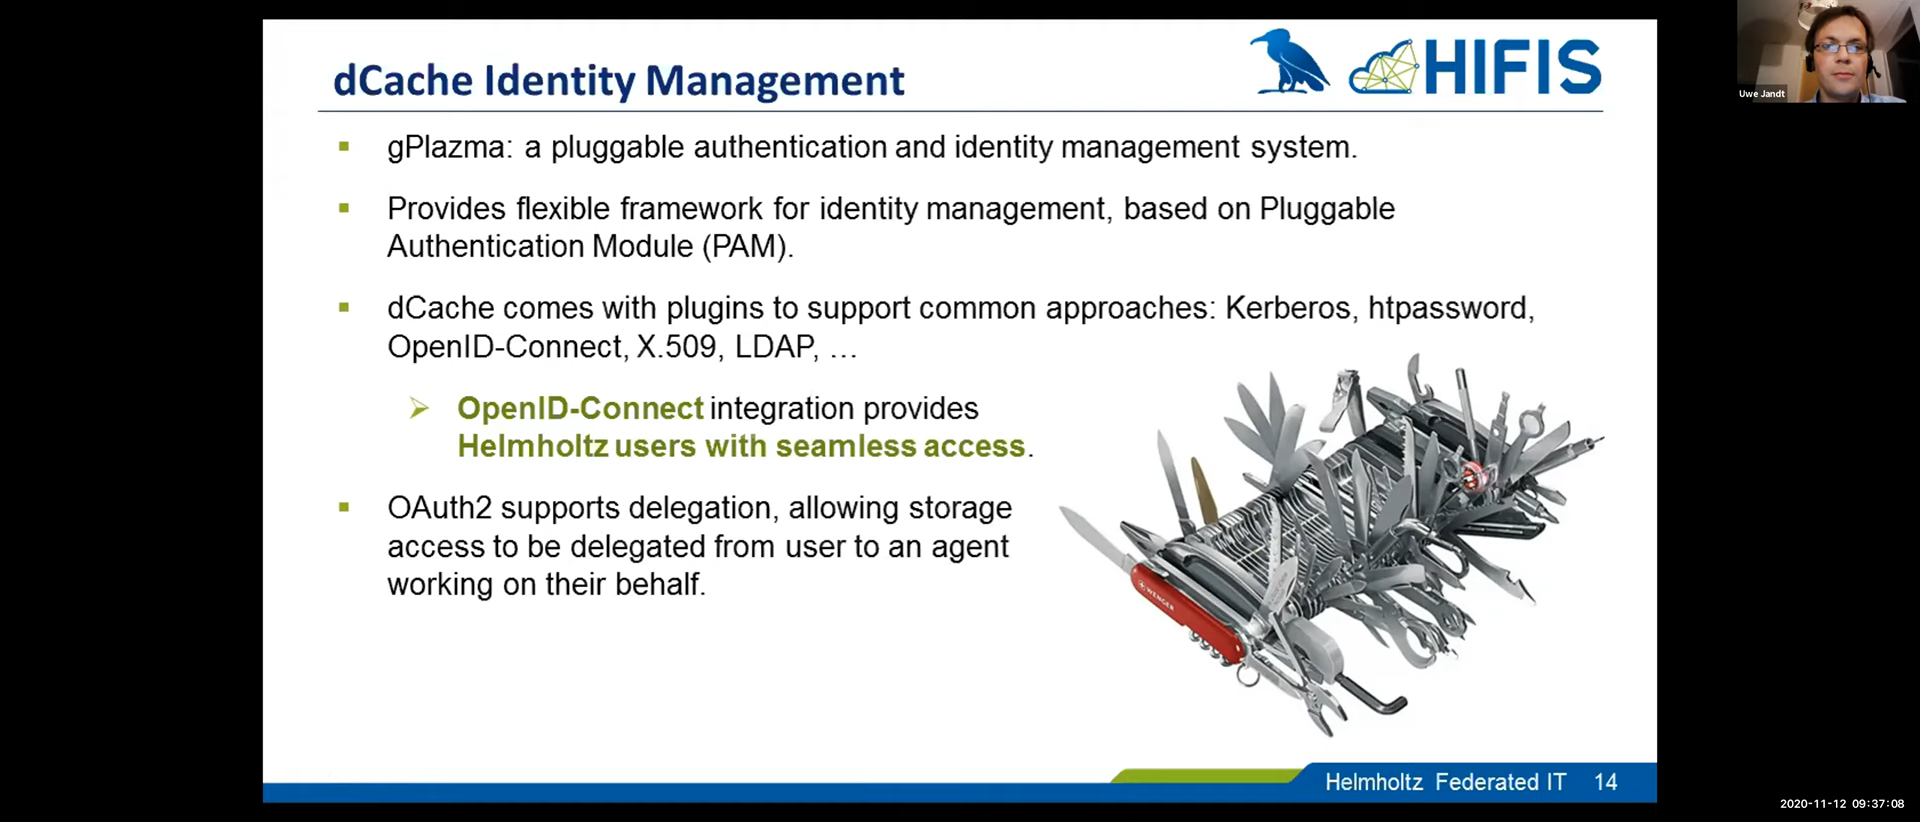 dCache Identity Management
HIFIS
Uwe Jandt
gPlazma: a pluggable authentication and identity management system.
Provides flexible framework for identity management, based on Pluggable
Authentication Module (PAM).
dCache comes with plugins to support common approaches: Kerberos, htpassword,
OpenID-Connect, X.509, LDAP, …
OpenID-Connect integration provides
Helmholtz users with seamless access.
OAuth2 supports delegation, allowing storage
access to be delegated from user to an agent
working on their behalf.
WENGER
Helmholtz Federated IT 14
2020-11-12 09:37:08